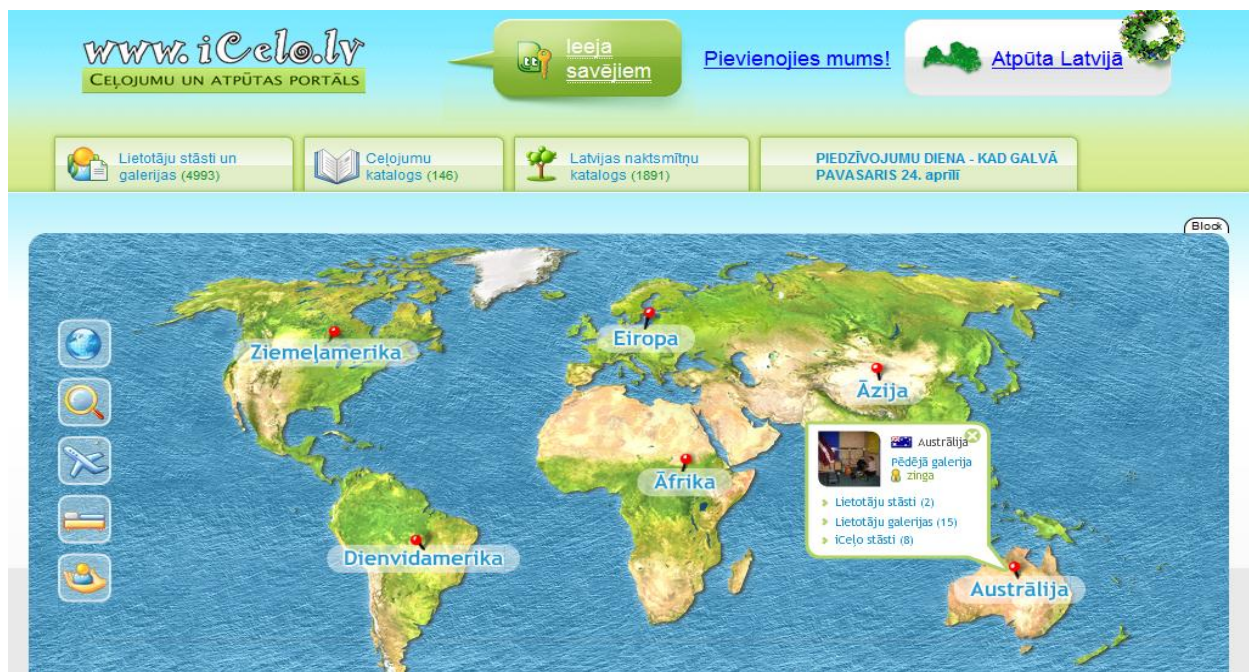 www.iCelo.lv
CEĻOJUMU UN ATPŪTAS PORTĀLS
Ieeja
savējiem
Pievienojies mums!
Atpūta Latvijā
Lietotāju stāsti un
galerijas (4993)
Ceļojumu
katalogs (146)
Latvijas naktsmītņu
katalogs (1891)
PIEDZĪVOJUMU DIENA - KAD GALVĀ
PAVASARIS 24. aprīlī
Block
Ziemeļamerika
Eiropa
Āzija
Austrālija
Pēdējā galerija
zinga
Lietotāju stāsti (2)
Lietotāju galerijas (15)
iCeļo stāsti (8)
Āfrika
Dienvidamerika
Austrālija